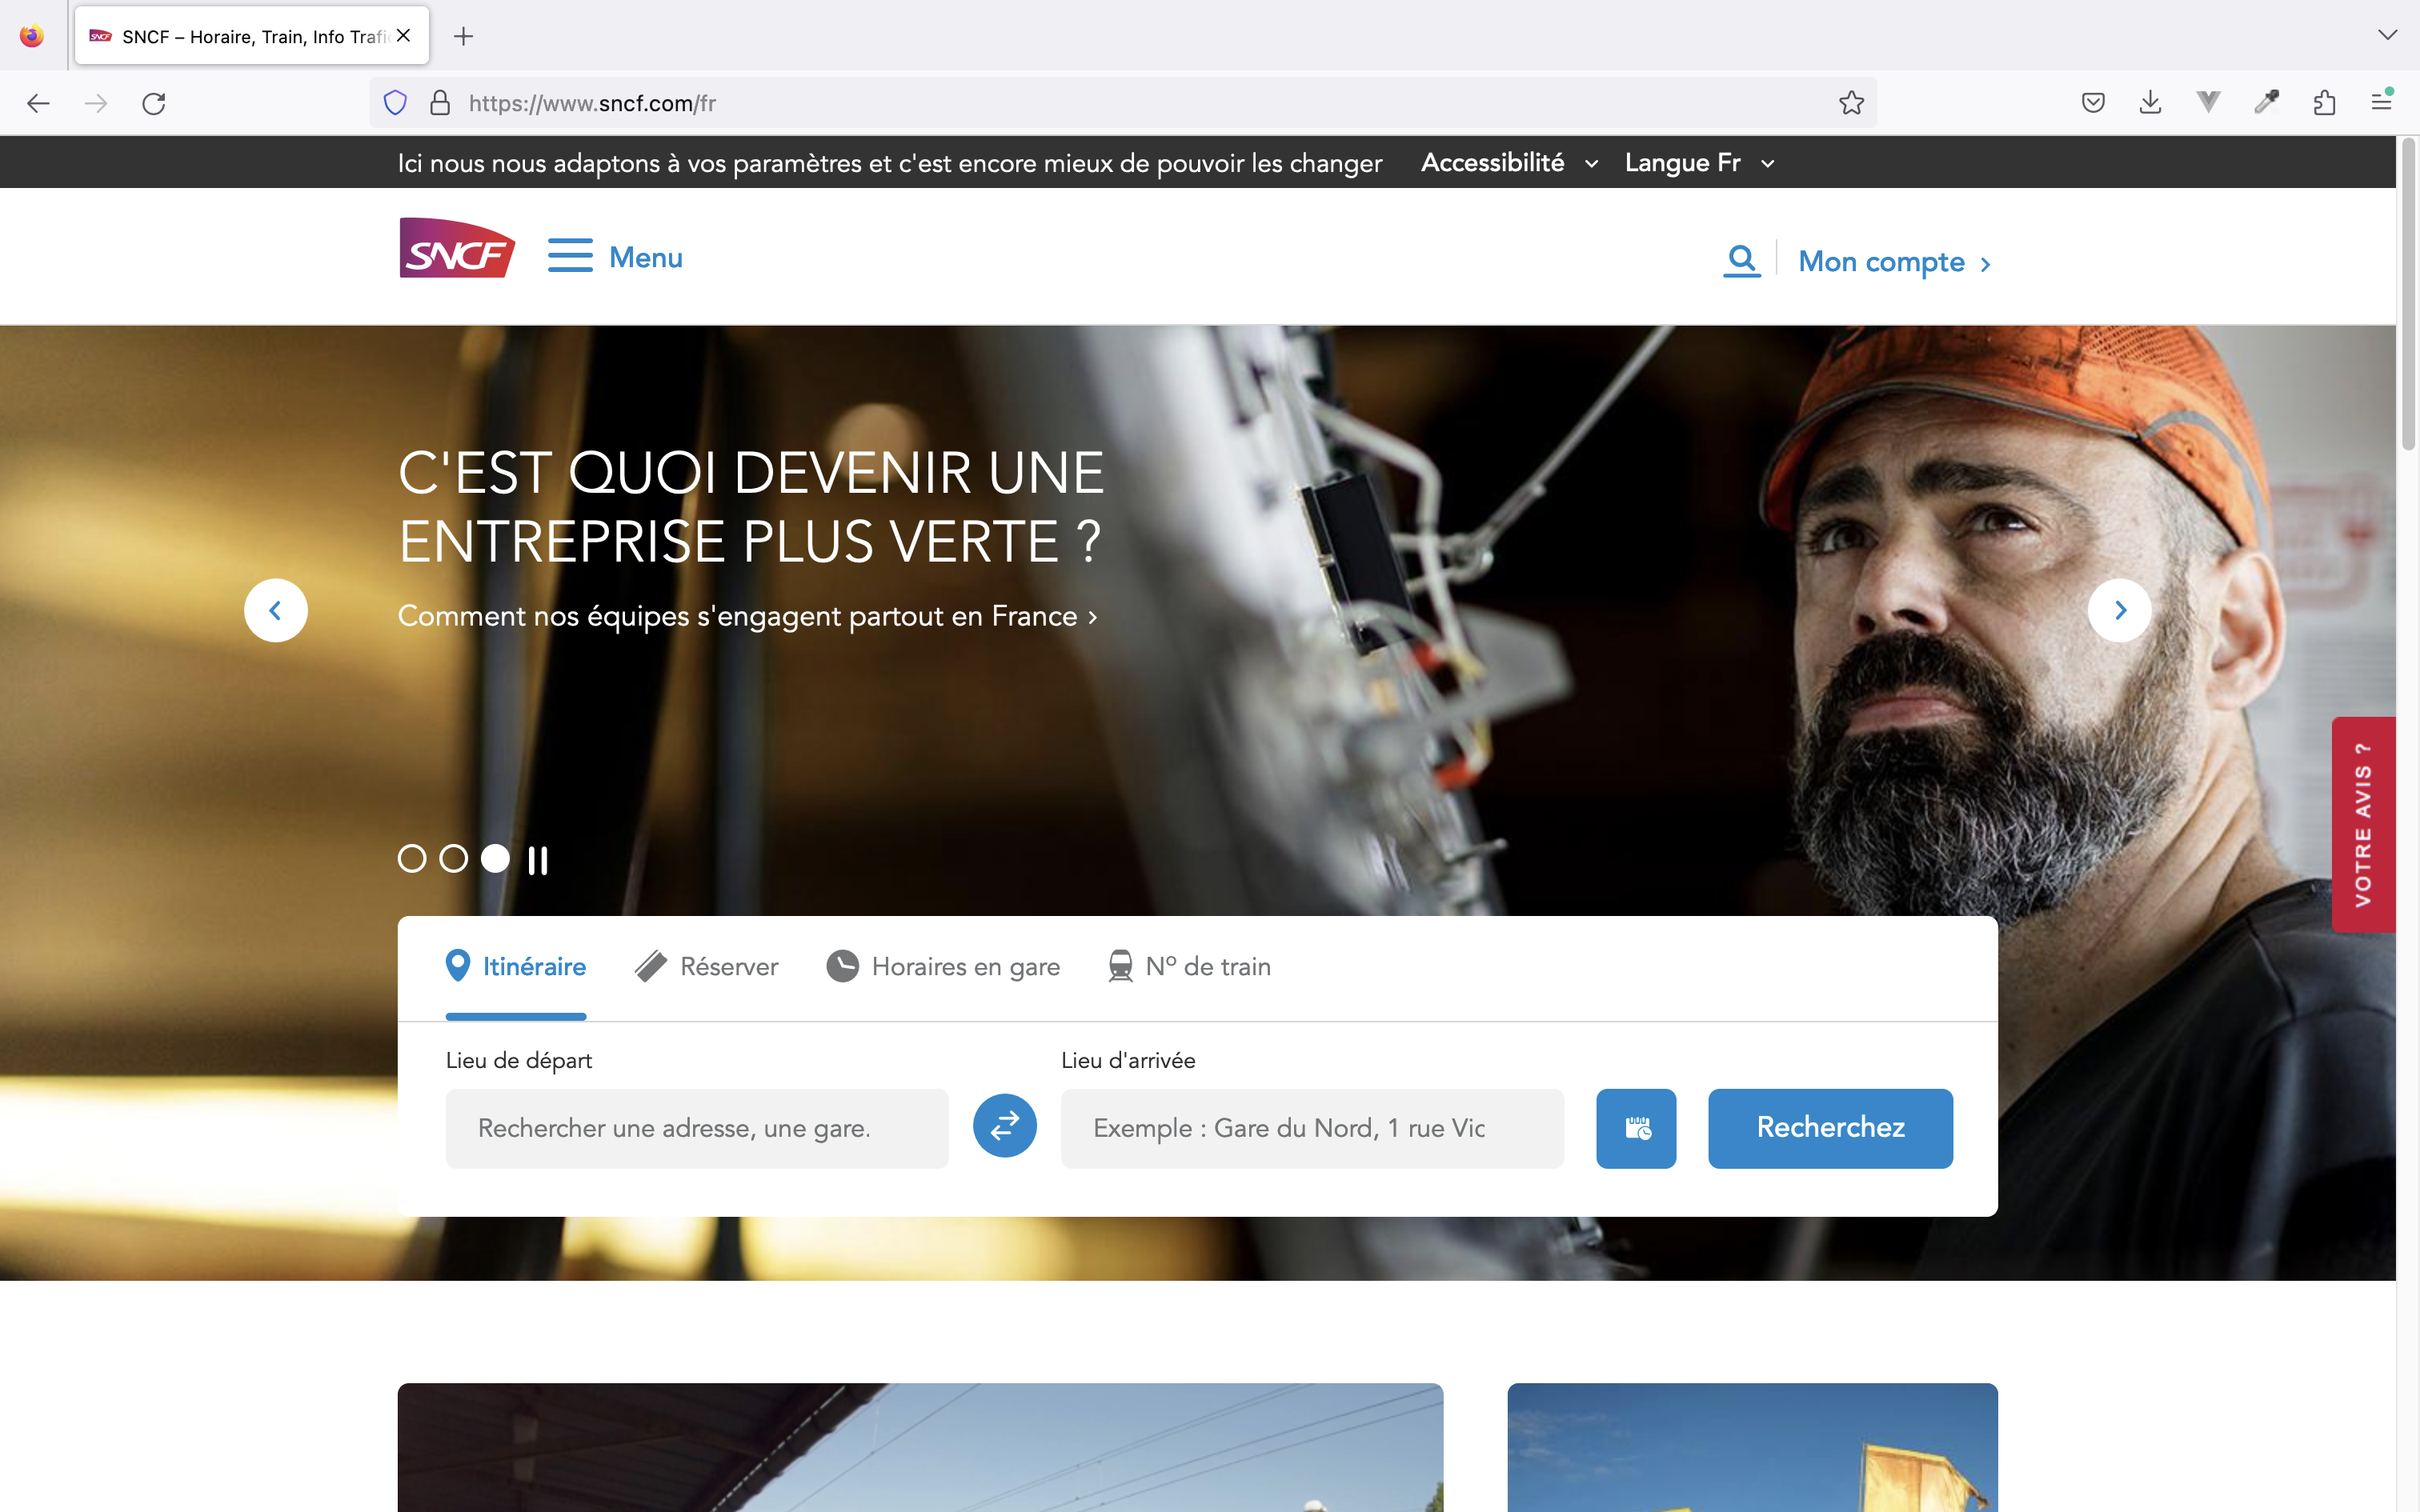 SNCF – Horaire, Train, Info Trafi
https://www.sncf.com/fr
Ici nous nous adaptons à vos paramètres et c'est encore mieux de pouvoir les changer
Accessibilité
Langue Fr
SNCF
Menu
Mon compte
C'EST QUOI DEVENIR UNE
ENTREPRISE PLUS VERTE ?
Comment nos équipes s'engagent partout en France
VOTRE AVIS ?
Itinéraire
Réserver
Horaires en gare
Nº de train
Lieu de départ
Lieu d'arrivée
Rechercher une adresse, une gare.
Exemple : Gare du Nord, 1 rue Vic
Recherchez